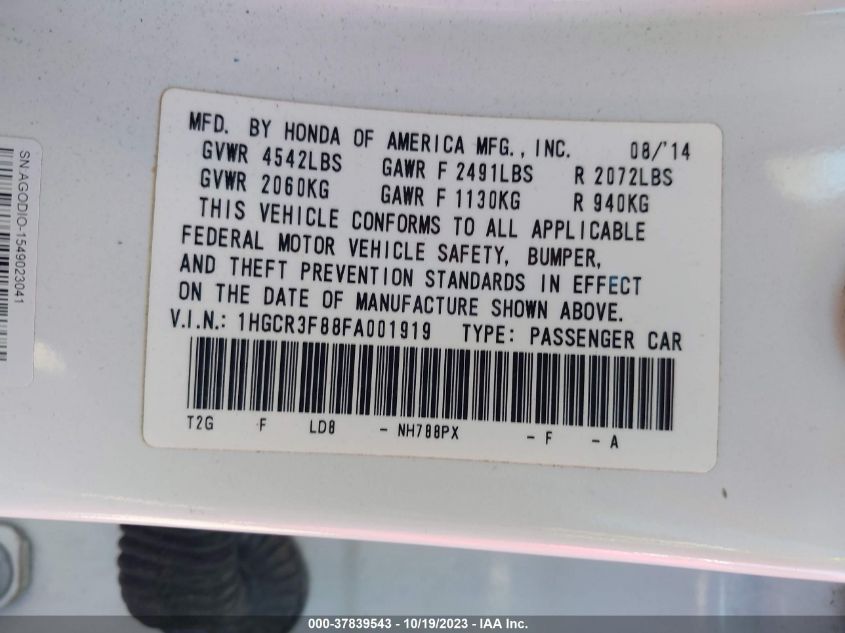 MFD. BY HONDA OF AMERICA MFG., INC. 08/'14
GVWR 4542LBS GAWR F 2491LBS R 2072LBS
GVWR 2060KG GAWR F 1130KG R 940KG
THIS VEHICLE CONFORMS TO ALL APPLICABLE
FEDERAL MOTOR VEHICLE SAFETY, BUMPER,
AND THEFT PREVENTION STANDARDS IN EFFECT
ON THE DATE OF MANUFACTURE SHOWN ABOVE.
V.I.N.: 1HGCR3F88FA001919 TYPE: PASSENGER CAR
T2G F LD8 - NH788PX - F - A
SN:AGODIO-1549023041
000-37839543 - 10/19/2023 - IAA Inc.